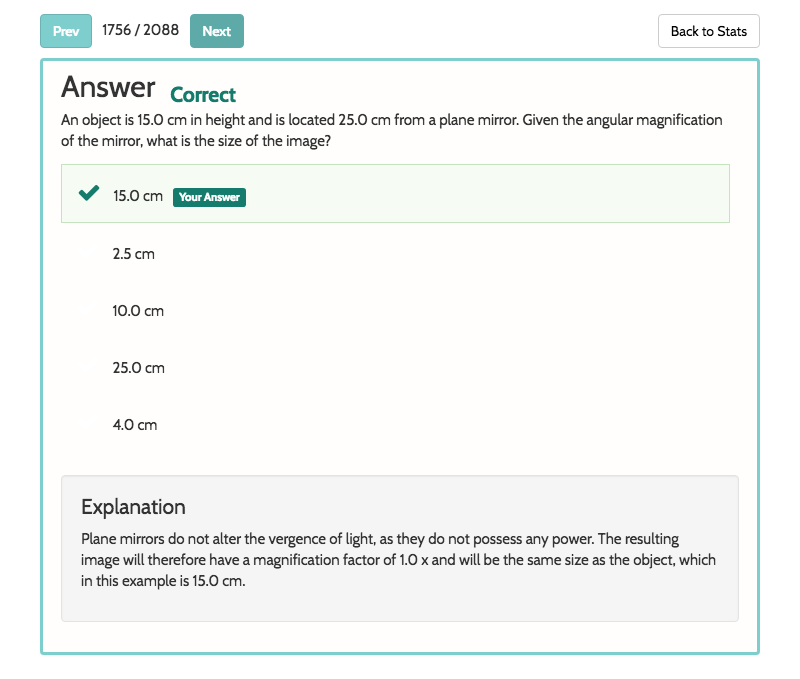 Prev 1756 / 2088 Next Back to Stats
Answer Correct
An object is 15.0 cm in height and is located 25.0 cm from a plane mirror. Given the angular magnification
of the mirror, what is the size of the image?
15.0 cm Your Answer
2.5 cm
10.0 cm
25.0 cm
4.0 cm
Explanation
Plane mirrors do not alter the vergence of light, as they do not possess any power. The resulting
image will therefore have a magnification factor of 1.0 x and will be the same size as the object, which
in this example is 15.0 cm.